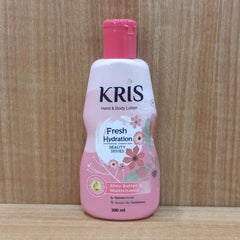 KRIS
Hand & Body Lotion
Fresh
Hydration
BEAUTY
SERIES
Shea Butter &
Multivitamin
200 ml